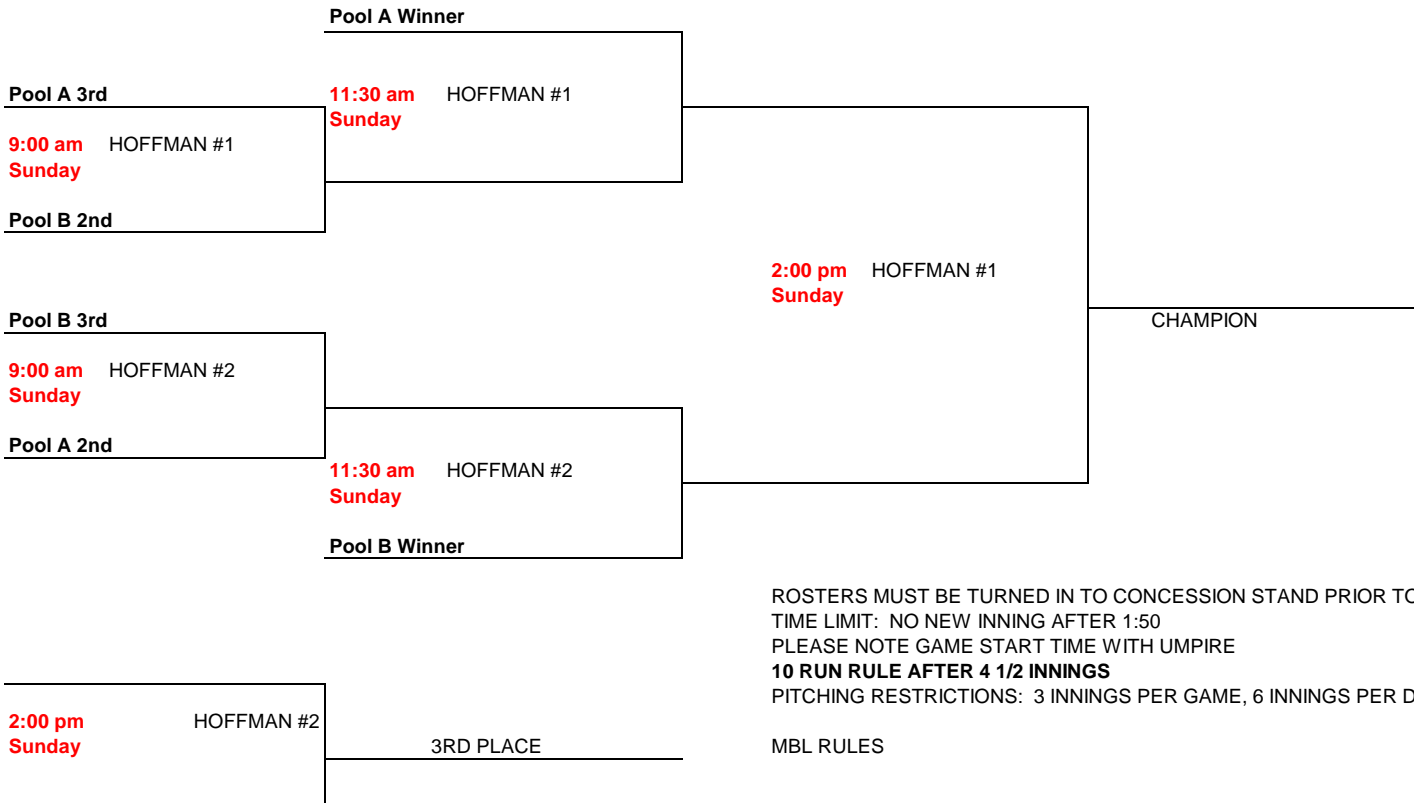 Pool A Winner
Pool A 3rd
11:30 am HOFFMAN #1
Sunday
9:00 am HOFFMAN #1
Sunday
Pool B 2nd
2:00 pm HOFFMAN #1
Sunday
Pool B 3rd
CHAMPION
9:00 am HOFFMAN #2
Sunday
Pool A 2nd
11:30 am HOFFMAN #2
Sunday
Pool B Winner
ROSTERS MUST BE TURNED IN TO CONCESSION STAND PRIOR TO
TIME LIMIT: NO NEW INNING AFTER 1:50
PLEASE NOTE GAME START TIME WITH UMPIRE
10 RUN RULE AFTER 4 1/2 INNINGS
PITCHING RESTRICTIONS: 3 INNINGS PER GAME, 6 INNINGS PER D
2:00 pm HOFFMAN #2
Sunday
3RD PLACE
MBL RULES